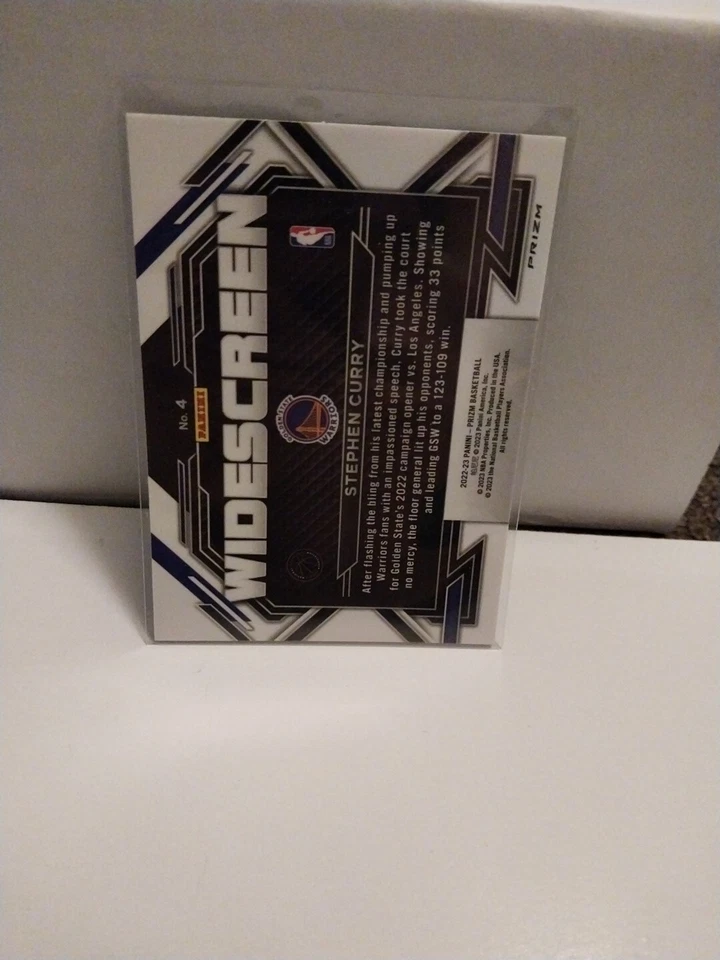 No. 4
PANINI
WIDESCREEN
GOLDEN STATE
WARRIORS
STEPHEN CURRY
After flashing the bling from his latest championship and pumping up
Warriors fans with an impassioned speech, Curry took the court
for Golden State's 2022 campaign opener vs. Los Angeles. Showing
no mercy, the floor general lit up his opponents, scoring 33 points
and leading GSW to a 123-109 win.
2022-23 PANINI – PRIZM BASKETBALL
© 2023 Panini America, Inc.
© 2023 NBA Properties, Inc. Produced in the USA.
© 2023 the National Basketball Players Association.
All rights reserved.
PRIZM